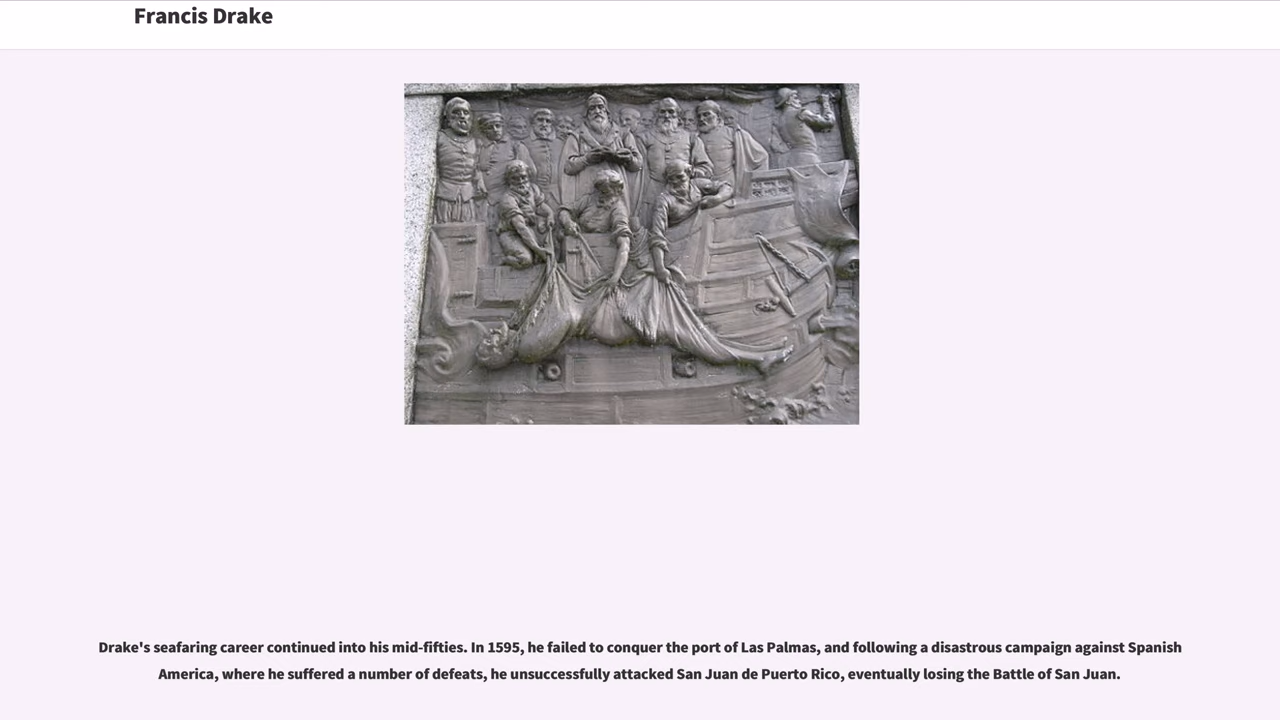 Francis Drake
Drake's seafaring career continued into his mid-fifties. In 1595, he failed to conquer the port of Las Palmas, and following a disastrous campaign against Spanish
America, where he suffered a number of defeats, he unsuccessfully attacked San Juan de Puerto Rico, eventually losing the Battle of San Juan.